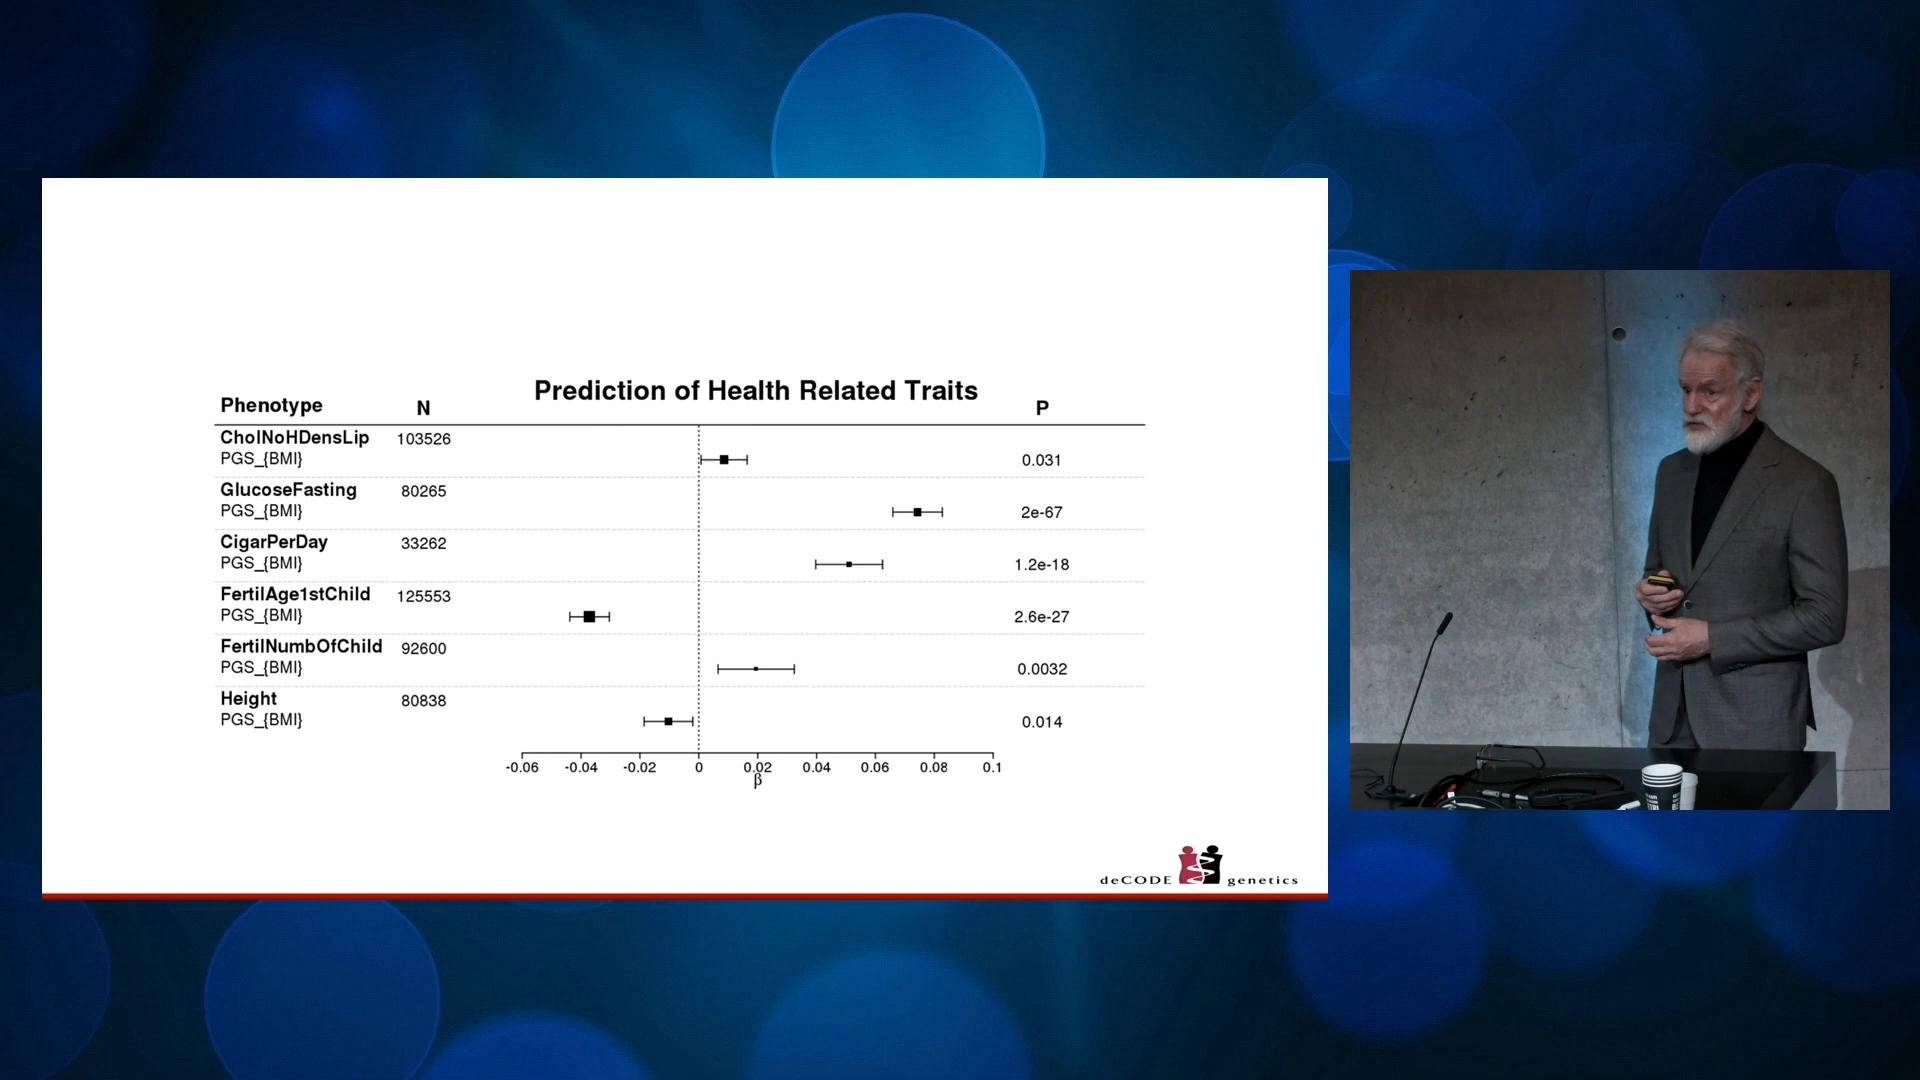 Prediction of Health Related Traits
Phenotype N P
CholNoHDensLip 103526
PGS_{BMI} 0.031
GlucoseFasting 80265
PGS_{BMI} 2e-67
CigarPerDay 33262
PGS_{BMI} 1.2e-18
FertilAge1stChild 125553
PGS_{BMI} 2.6e-27
FertilNumbOfChild 92600
PGS_{BMI} 0.0032
Height 80838
PGS_{BMI} 0.014
-0.06 -0.04 -0.02 0 0.02 0.04 0.06 0.08 0.1
β
deCODE genetics